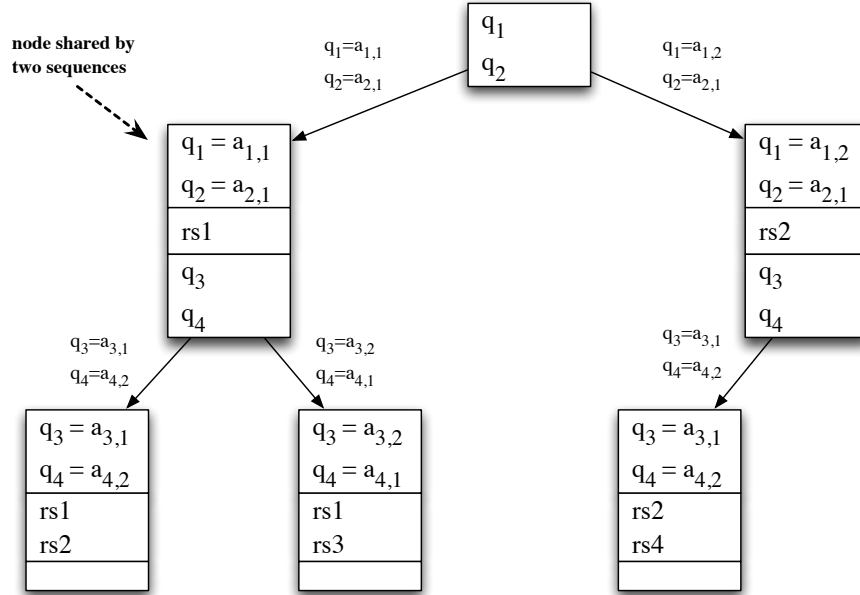 node shared by
two sequences
q1=a1,1
q2=a2,1
q1
q2
q1=a1,2
q2=a2,1
q1 = a1,1
q2 = a2,1
rs1
q3
q4
q1 = a1,2
q2 = a2,1
rs2
q3
q4
q3=a3,1
q4=a4,2
q3=a3,2
q4=a4,1
q3=a3,1
q4=a4,2
q3 = a3,1
q4 = a4,2
rs1
rs2
q3 = a3,2
q4 = a4,1
rs1
rs3
q3 = a3,1
q4 = a4,2
rs2
rs4